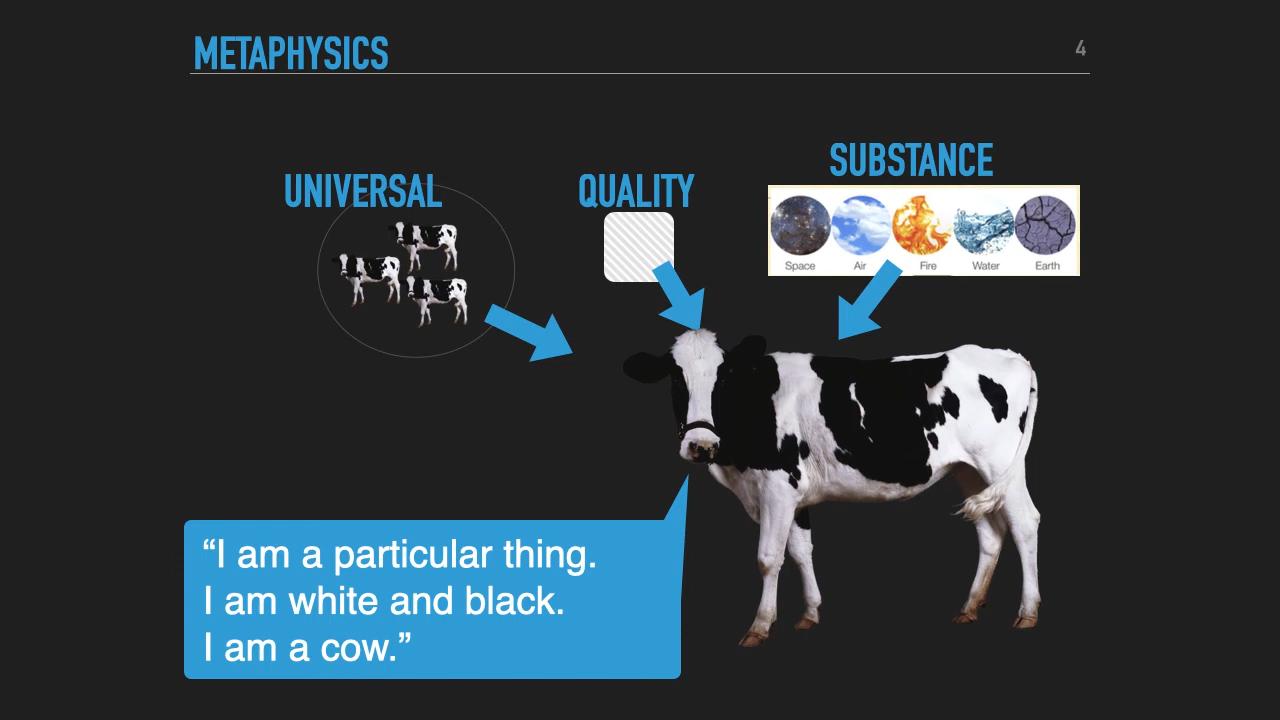 METAPHYSICS
4
UNIVERSAL
QUALITY
SUBSTANCE
Space
Air
Fire
Water
Earth
“I am a particular thing.
I am white and black.
I am a cow.”